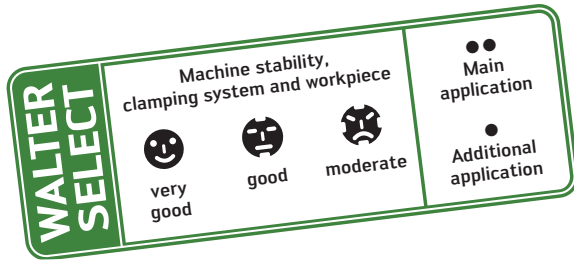 WALTER
SELECT
Machine stability,
clamping system and workpiece
very
good
good
moderate
Main
application
Additional
application